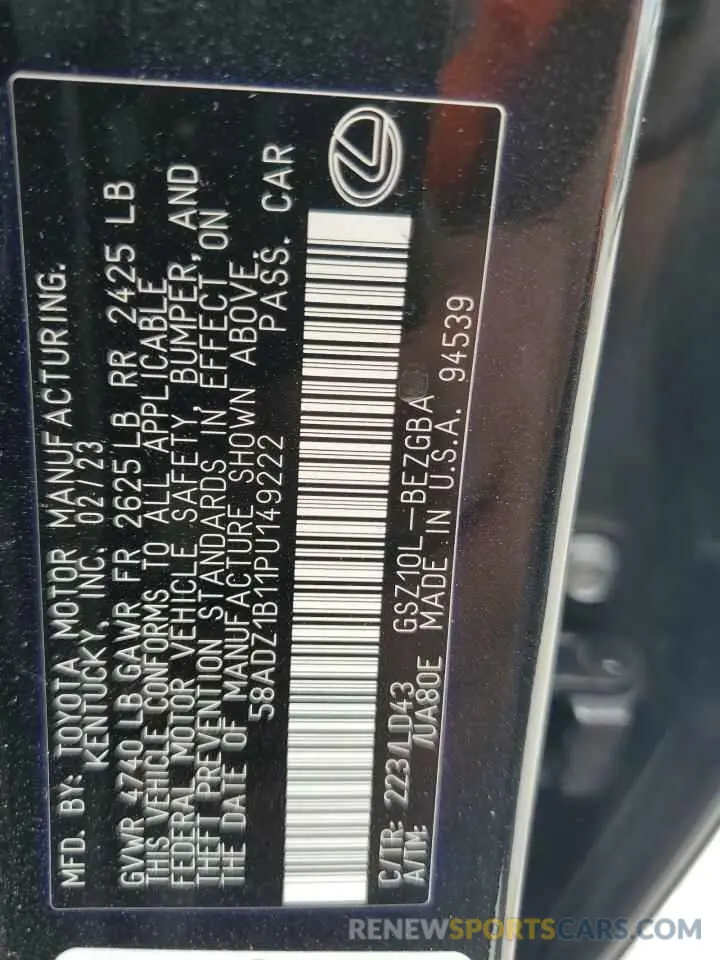 MFD. BY: TOYOTA MOTOR MANUFACTURING.
KENTUCKY, INC. 02/23
GVWR 4740 LB GAWR FR 2625 LB RR 2425 LB
THIS VEHICLE CONFORMS TO ALL APPLICABLE
FEDERAL MOTOR VEHICLE SAFETY, BUMPER, AND
THEFT PREVENTION STANDARDS IN EFFECT ON
THE DATE OF MANUFACTURE SHOWN ABOVE.
58ADZ1B11PU149222 PASS. CAR
C/TR: 223/LD43 GSZ10L-BEZGBA
A/TM: /UA80E MADE IN U.S.A. 94539
RENEWSPORTSCARS.COM